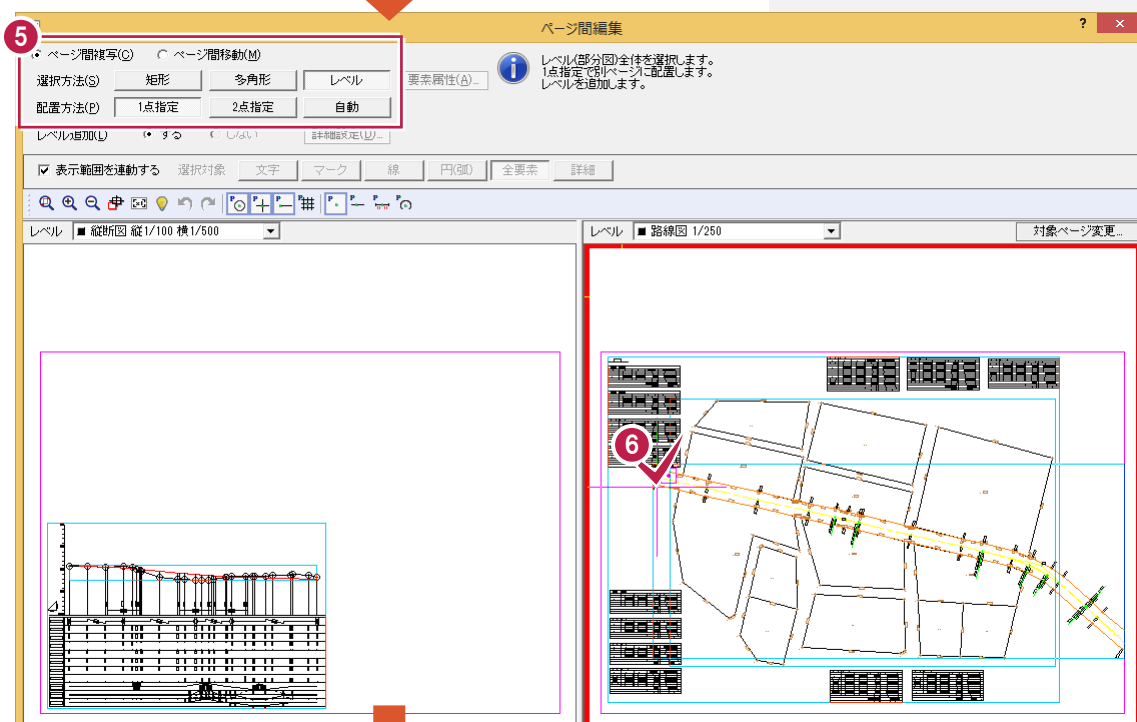 ページ間編集
? ×
5
ページ間複写(C) ページ間移動(M)
選択方法(S) 矩形 多角形 レベル 要素属性(A)...
配置方法(P) 1点指定 2点指定 自動
レベル(部分図)全体を選択します。
1点指定で別ページに配置します。
レベルを追加します。
レベル追加(L) する しない 詳細設定(D)...
表示範囲を連動する 選択対象 文字 マーク 線 円(弧) 全要素 詳細
レベル ■ 縦断図 縦1/100 横1/500
レベル ■ 路線図 1/250 対象ページ変更...
6